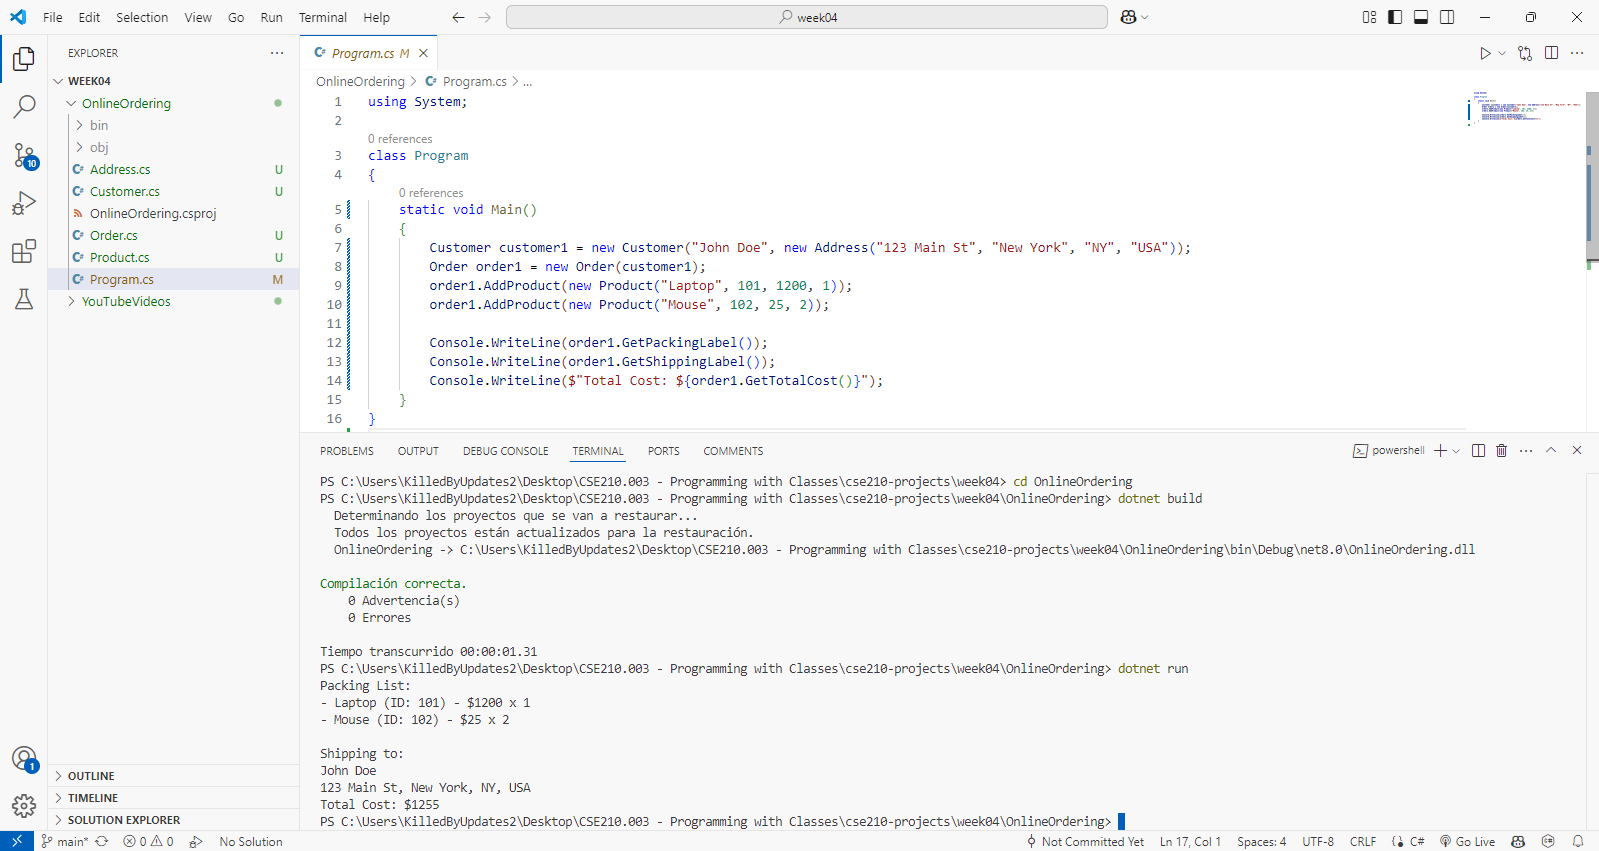 File Edit Selection View Go Run Terminal Help
week04
EXPLORER
WEEK04
OnlineOrdering
bin
obj
Address.cs U
Customer.cs U
OnlineOrdering.csproj
Order.cs U
Product.cs U
Program.cs M
YouTubeVideos
OUTLINE
TIMELINE
SOLUTION EXPLORER
10
1
Program.cs M
OnlineOrdering > Program.cs > ...
1 using System;
2
0 references
3 class Program
4 {
0 references
5 static void Main()
6 {
7 Customer customer1 = new Customer("John Doe", new Address("123 Main St", "New York", "NY", "USA"));
8 Order order1 = new Order(customer1);
9 order1.AddProduct(new Product("Laptop", 101, 1200, 1));
10 order1.AddProduct(new Product("Mouse", 102, 25, 2));
11
12 Console.WriteLine(order1.GetPackingLabel());
13 Console.WriteLine(order1.GetShippingLabel());
14 Console.WriteLine($"Total Cost: ${order1.GetTotalCost()}");
15 }
16 }
PROBLEMS OUTPUT DEBUG CONSOLE TERMINAL PORTS COMMENTS
powershell
PS C:\Users\KilledByUpdates2\Desktop\CSE210.003 - Programming with Classes\cse210-projects\week04> cd OnlineOrdering
PS C:\Users\KilledByUpdates2\Desktop\CSE210.003 - Programming with Classes\cse210-projects\week04\OnlineOrdering> dotnet build
Determinando los proyectos que se van a restaurar...
Todos los proyectos están actualizados para la restauración.
OnlineOrdering -> C:\Users\KilledByUpdates2\Desktop\CSE210.003 - Programming with Classes\cse210-projects\week04\OnlineOrdering\bin\Debug\net8.0\OnlineOrdering.dll
Compilación correcta.
0 Advertencia(s)
0 Errores
Tiempo transcurrido 00:00:01.31
PS C:\Users\KilledByUpdates2\Desktop\CSE210.003 - Programming with Classes\cse210-projects\week04\OnlineOrdering> dotnet run
Packing List:
- Laptop (ID: 101) - $1200 x 1
- Mouse (ID: 102) - $25 x 2
Shipping to:
John Doe
123 Main St, New York, NY, USA
Total Cost: $1255
PS C:\Users\KilledByUpdates2\Desktop\CSE210.003 - Programming with Classes\cse210-projects\week04\OnlineOrdering>
main* 0 0 No Solution Not Committed Yet Ln 17, Col 1 Spaces: 4 UTF-8 CRLF C# Go Live